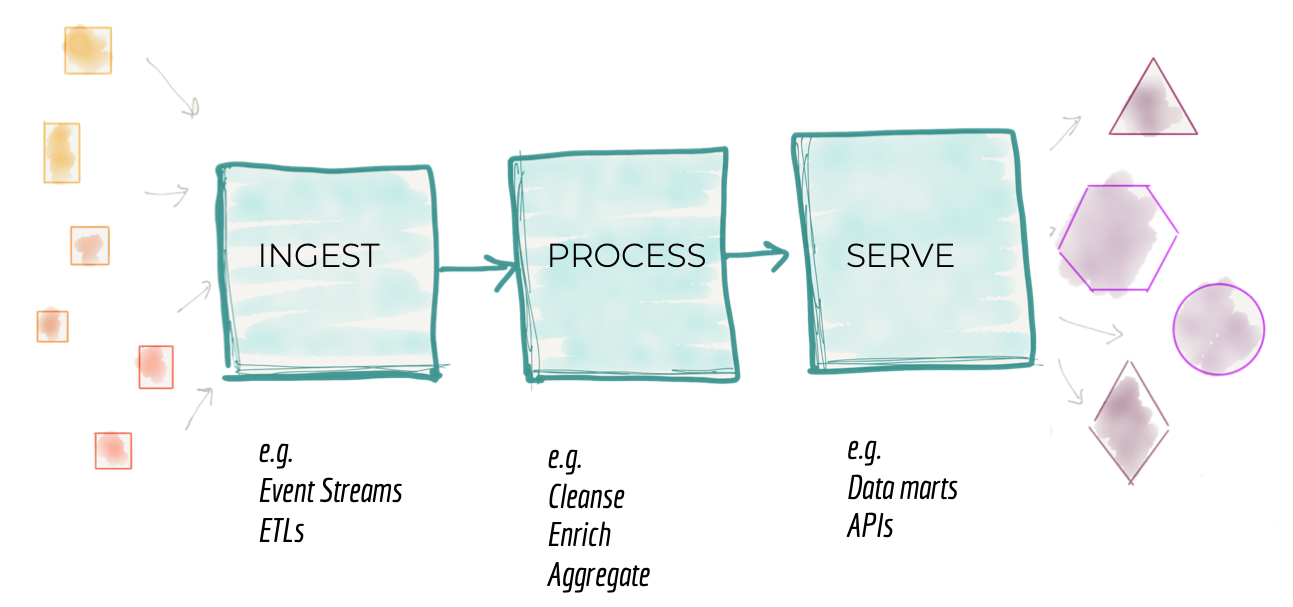 INGEST
PROCESS
SERVE
e.g.
Event Streams
ETLs
e.g.
Cleanse
Enrich
Aggregate
e.g.
Data marts
APIs